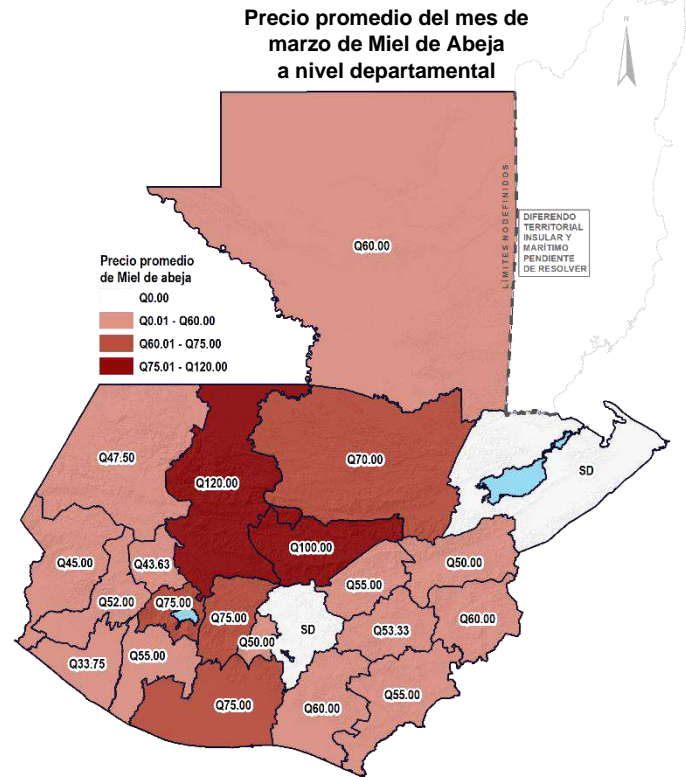 Precio promedio del mes de
marzo de Miel de Abeja
a nivel departamental
N
LÍMITES NO DEFINIDOS
DIFERENDO
TERRITORIAL
INSULAR Y
MARÍTIMO
PENDIENTE
DE RESOLVER
Q60.00
Precio promedio
de Miel de abeja
Q0.00
Q0.01 - Q60.00
Q60.01 - Q75.00
Q75.01 - Q120.00
Q47.50
Q120.00
Q70.00
SD
Q45.00
Q43.63
Q100.00
Q50.00
Q55.00
Q52.00
Q75.00
Q75.00
Q50.00
SD
Q53.33
Q60.00
Q33.75
Q55.00
Q75.00
Q60.00
Q55.00